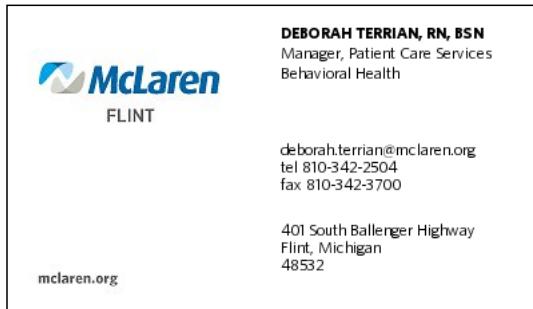 McLaren
FLINT
mclaren.org
DEBORAH TERRIAN, RN, BSN
Manager, Patient Care Services
Behavioral Health
deborah.terrian@mclaren.org
tel 810-342-2504
fax 810-342-3700
401 South Ballenger Highway
Flint, Michigan
48532